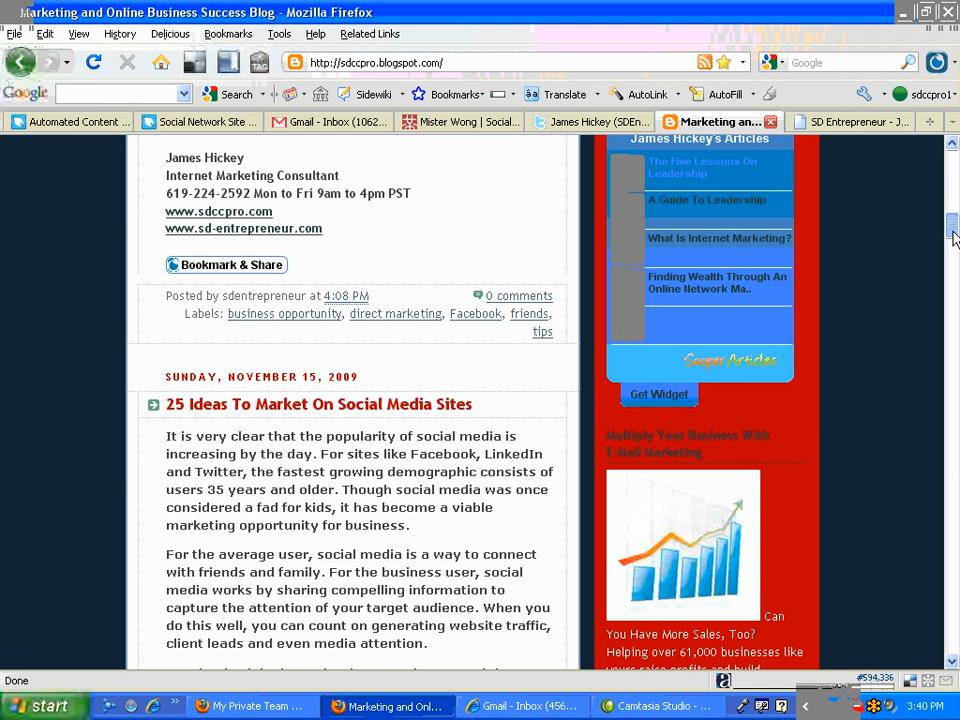 Marketing and Online Business Success Blog - Mozilla Firefox
File Edit View History Delicious Bookmarks Tools Help Related Links
TAG http://sdccpro.blogspot.com/ Google
Google Search Sidewiki Bookmarks Translate AutoLink AutoFill sdccpro1
Automated Content ... Social Network Site ... Gmail - Inbox (1062... Mister Wong | Social... James Hickey (SDEn... Marketing an... SD Entrepreneur - J...
James Hickey
Internet Marketing Consultant
619-224-2592 Mon to Fri 9am to 4pm PST
www.sdccpro.com
www.sd-entrepreneur.com
Bookmark & Share
Posted by sdentrepreneur at 4:08 PM 0 comments
Labels: business opportunity, direct marketing, Facebook, friends,
tips
SUNDAY, NOVEMBER 15, 2009
25 Ideas To Market On Social Media Sites
It is very clear that the popularity of social media is
increasing by the day. For sites like Facebook, LinkedIn
and Twitter, the fastest growing demographic consists of
users 35 years and older. Though social media was once
considered a fad for kids, it has become a viable
marketing opportunity for business.
For the average user, social media is a way to connect
with friends and family. For the business user, social
media works by sharing compelling information to
capture the attention of your target audience. When you
do this well, you can count on generating website traffic,
client leads and even media attention.
James Hickey's Articles
The Five Lessons On
Leadership
A Guide To Leadership
What Is Internet Marketing?
Finding Wealth Through An
Online Network Ma..
Sooper Articles
Get Widget
Multiply Your Business With
E-Mail Marketing
Can
You Have More Sales, Too?
Helping over 61,000 businesses like
yours raise profits and build
Done #594,336
start My Private Team ... Marketing and Onl... Gmail - Inbox (456... Camtasia Studio - ... 3:40 PM